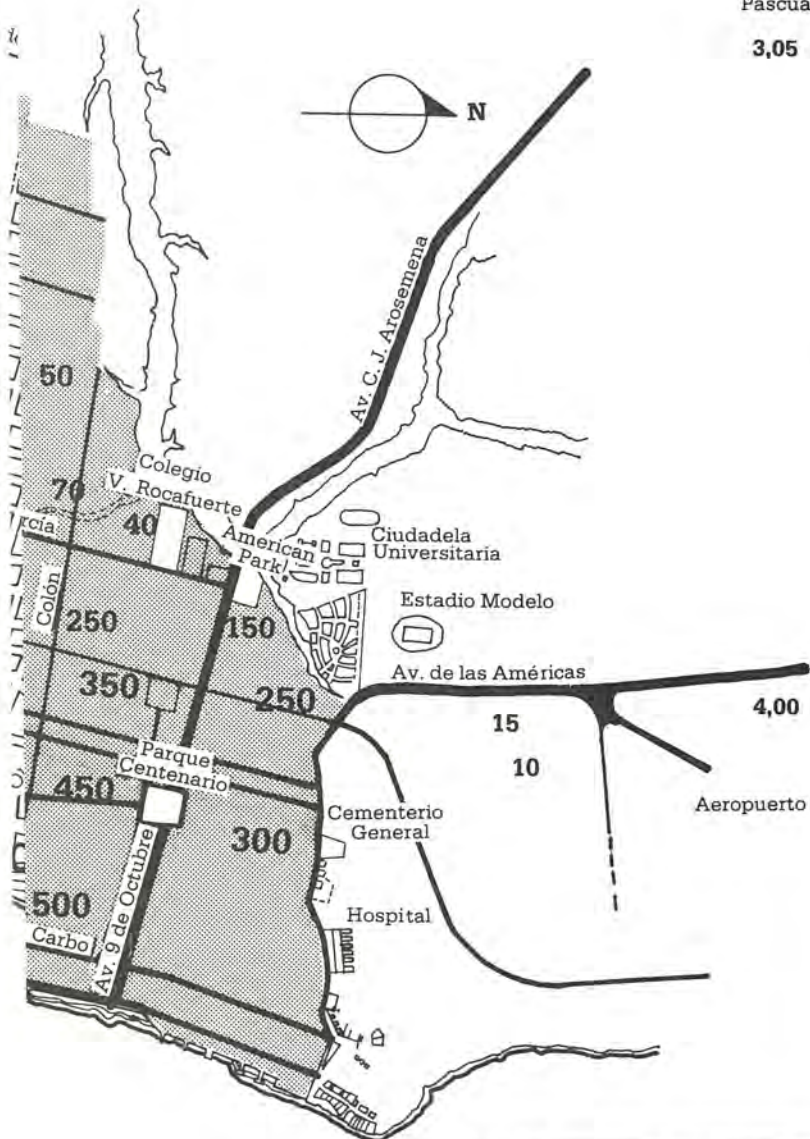 Pascua
3,05
N
Av. C. J. Arosemena
50
Colegio
V. Rocafuerte
70
40
rcía
American
Park
Ciudadela
Universitaria
Colón
Estadio Modelo
250
150
Av. de las Américas
350
250
4,00
15
Parque
Centenario
10
450
Aeropuerto
Cementerio
General
300
500
Hospital
Carbo
Av. 9 de Octubre